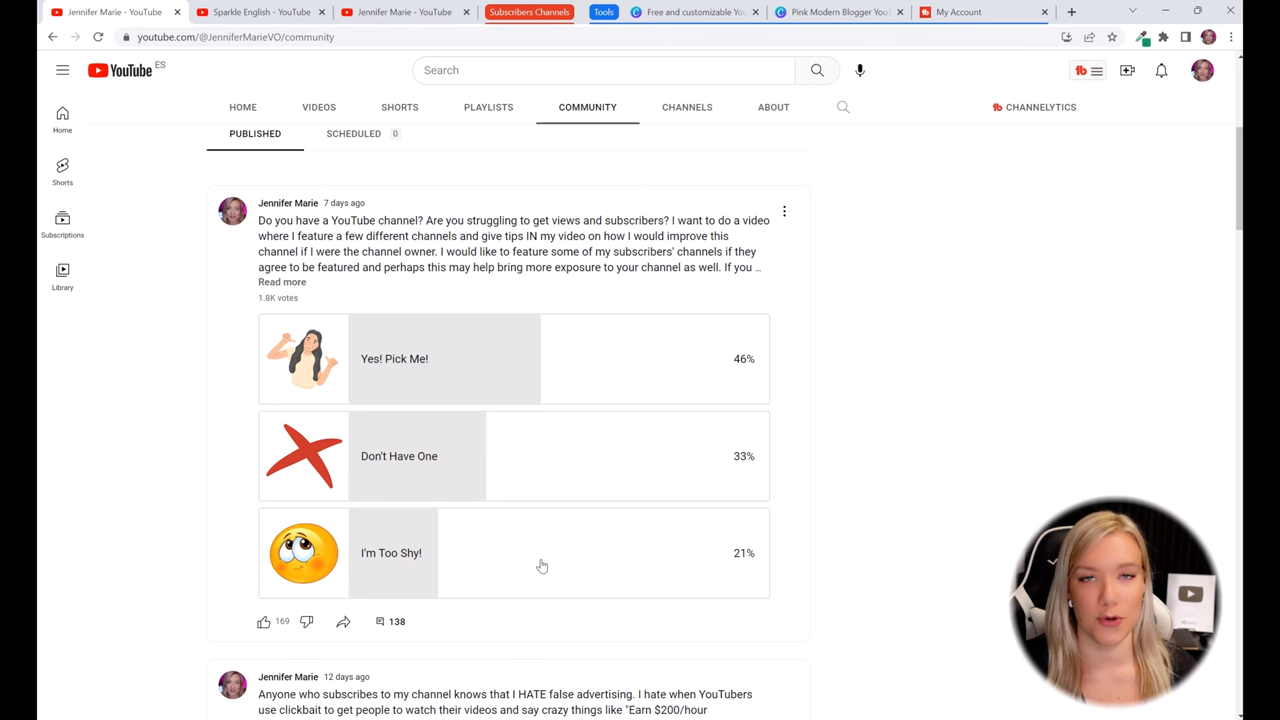 Jennifer Marie - YouTube
Sparkle English - YouTube
Jennifer Marie - YouTube
Subscribers Channels
Tools
Free and customizable Yo
Pink Modern Blogger You
My Account
youtube.com/@JenniferMarieVO/community
YouTube ES
Search
HOME
VIDEOS
SHORTS
PLAYLISTS
COMMUNITY
CHANNELS
ABOUT
CHANNELYTICS
Home
Shorts
Subscriptions
Library
PUBLISHED
SCHEDULED 0
Jennifer Marie 7 days ago
Do you have a YouTube channel? Are you struggling to get views and subscribers? I want to do a video
where I feature a few different channels and give tips IN my video on how I would improve this
channel if I were the channel owner. I would like to feature some of my subscribers' channels if they
agree to be featured and perhaps this may help bring more exposure to your channel as well. If you ...
Read more
1.8K votes
Yes! Pick Me! 46%
Don't Have One 33%
I'm Too Shy! 21%
169
138
Jennifer Marie 12 days ago
Anyone who subscribes to my channel knows that I HATE false advertising. I hate when YouTubers
use clickbait to get people to watch their videos and say crazy things like "Earn $200/hour